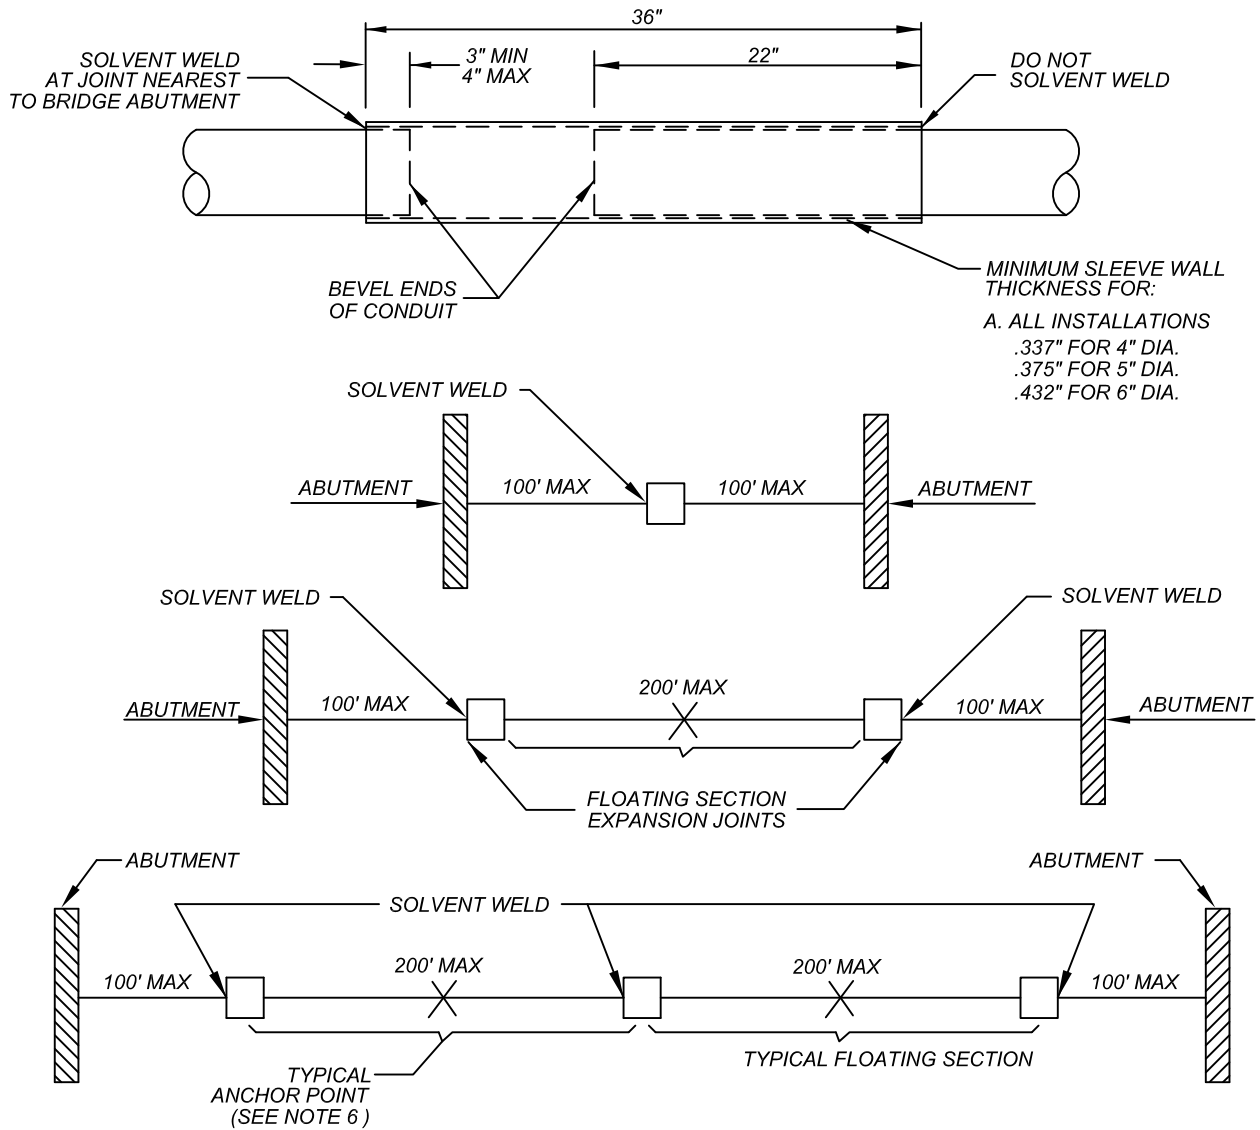 36"
SOLVENT WELD
AT JOINT NEAREST
TO BRIDGE ABUTMENT
3" MIN
4" MAX
22"
DO NOT
SOLVENT WELD
BEVEL ENDS
OF CONDUIT
MINIMUM SLEEVE WALL
THICKNESS FOR:
A. ALL INSTALLATIONS
.337" FOR 4" DIA.
.375" FOR 5" DIA.
.432" FOR 6" DIA.
SOLVENT WELD
ABUTMENT
100' MAX
100' MAX
ABUTMENT
SOLVENT WELD
SOLVENT WELD
ABUTMENT
100' MAX
200' MAX
100' MAX
ABUTMENT
FLOATING SECTION
EXPANSION JOINTS
ABUTMENT
ABUTMENT
SOLVENT WELD
100' MAX
200' MAX
200' MAX
100' MAX
TYPICAL
ANCHOR POINT
(SEE NOTE 6 )
TYPICAL FLOATING SECTION